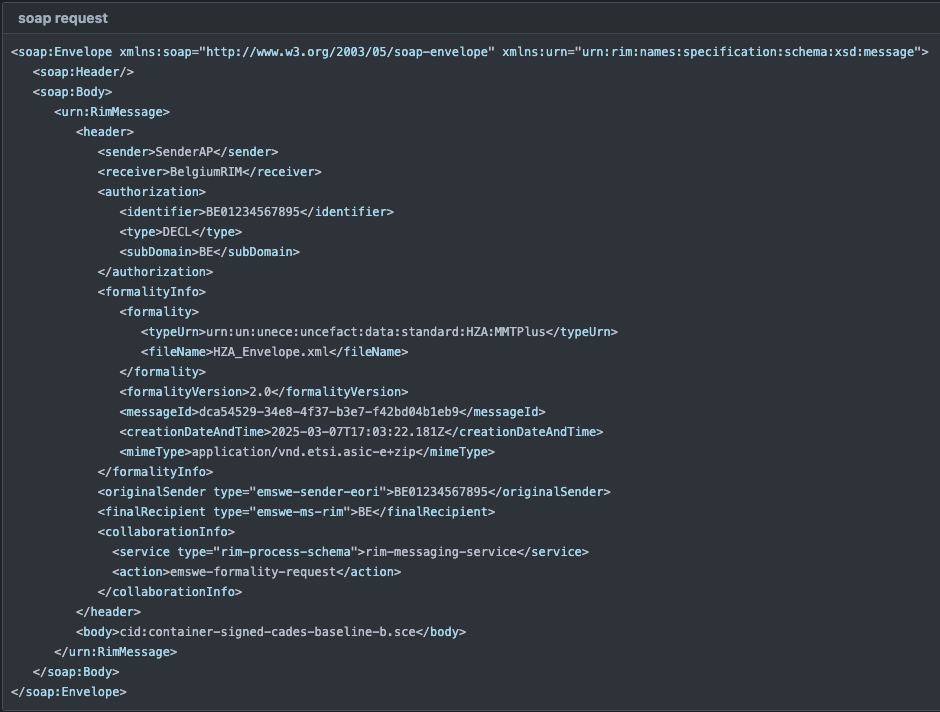 soap request
<soap:Envelope xmlns:soap="http://www.w3.org/2003/05/soap-envelope" xmlns:urn="urn:rim:names:specification:schema:xsd:message">
<soap:Header/>
<soap:Body>
<urn:RimMessage>
<header>
<sender>SenderAP</sender>
<receiver>BelgiumRIM</receiver>
<authorization>
<identifier>BE01234567895</identifier>
<type>DECL</type>
<subDomain>BE</subDomain>
</authorization>
<formalityInfo>
<formality>
<typeUrn>urn:un:unece:uncefact:data:standard:HZA:MMTPlus</typeUrn>
<fileName>HZA_Envelope.xml</fileName>
</formality>
<formalityVersion>2.0</formalityVersion>
<messageId>dca54529-34e8-4f37-b3e7-f42bd04b1eb9</messageId>
<creationDateAndTime>2025-03-07T17:03:22.181Z</creationDateAndTime>
<mimeType>application/vnd.etsi.asic-e+zip</mimeType>
</formalityInfo>
<originalSender type="emswe-sender-eori">BE01234567895</originalSender>
<finalRecipient type="emswe-ms-rim">BE</finalRecipient>
<collaborationInfo>
<service type="rim-process-schema">rim-messaging-service</service>
<action>emswe-formality-request</action>
</collaborationInfo>
</header>
<body>cid:container-signed-cades-baseline-b.sce</body>
</urn:RimMessage>
</soap:Body>
</soap:Envelope>